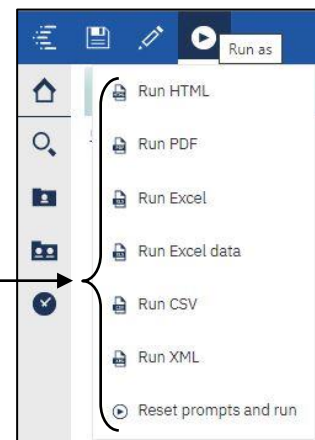 Run as
Run HTML
Run PDF
Run Excel
Run Excel data
Run CSV
Run XML
Reset prompts and run